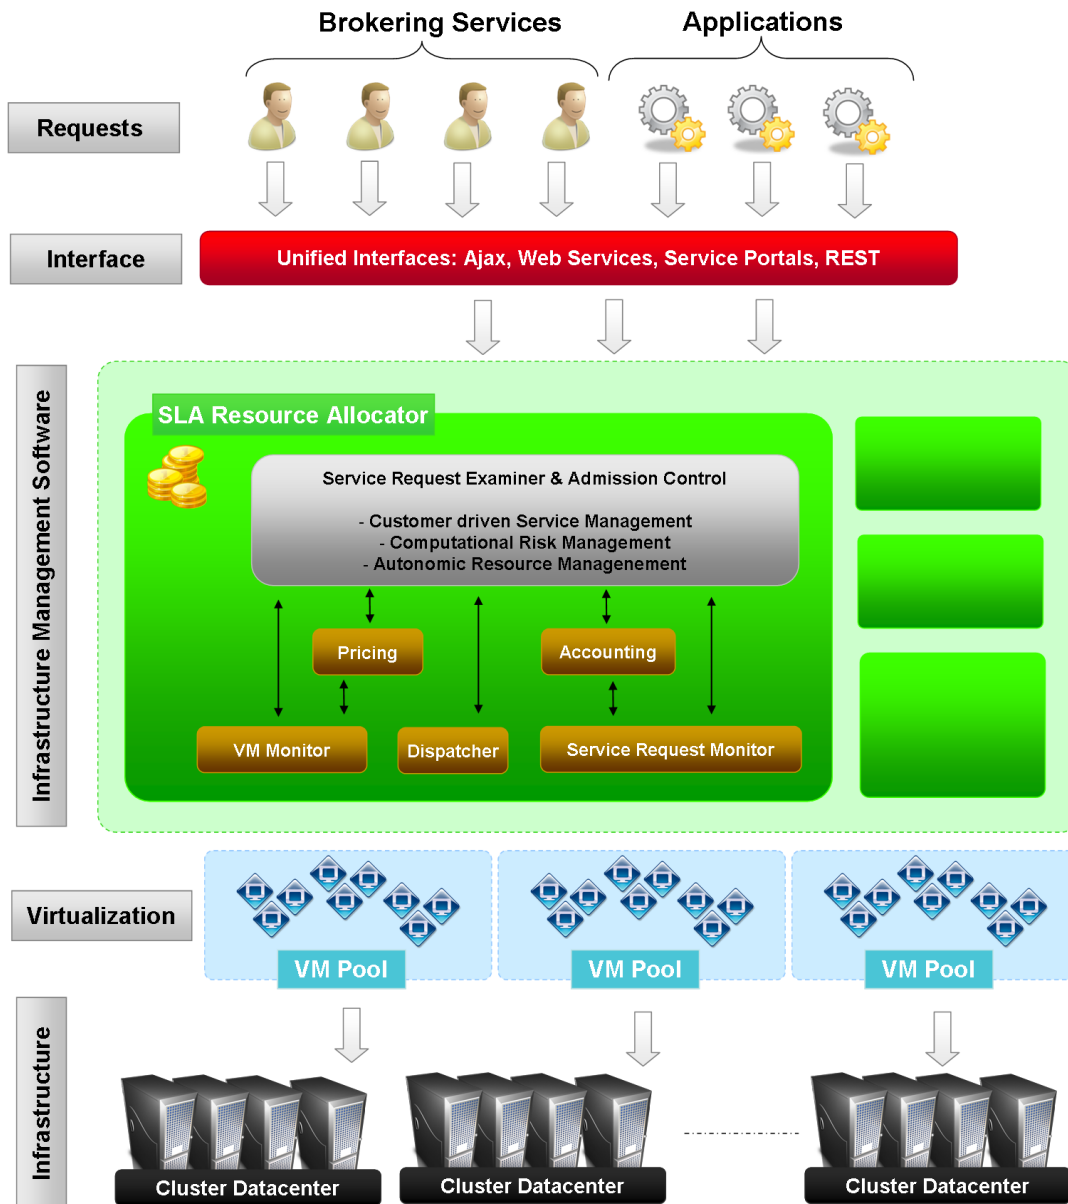 Brokering Services
Applications
Requests
Interface
Unified Interfaces: Ajax, Web Services, Service Portals, REST
Infrastructure Management Software
SLA Resource Allocator
Service Request Examiner & Admission Control
- Customer driven Service Management
- Computational Risk Management
- Autonomic Resource Managenement
Pricing
Accounting
VM Monitor
Dispatcher
Service Request Monitor
Virtualization
VM Pool
VM Pool
VM Pool
Infrastructure
Cluster Datacenter
Cluster Datacenter
Cluster Datacenter